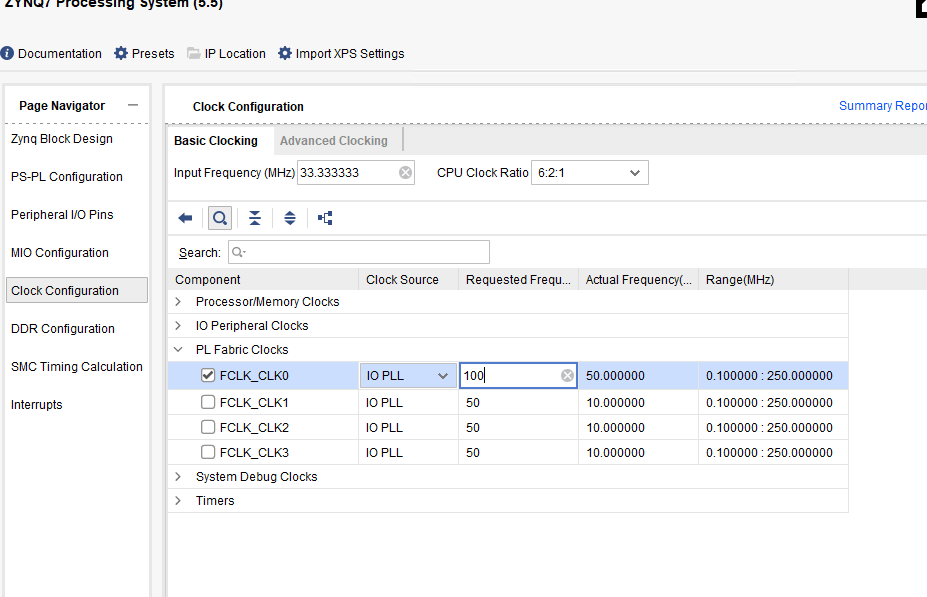 ZYNQ7 Processing System (5.5)
Documentation Presets IP Location Import XPS Settings
Page Navigator
Zynq Block Design
PS-PL Configuration
Peripheral I/O Pins
MIO Configuration
Clock Configuration
DDR Configuration
SMC Timing Calculation
Interrupts
Clock Configuration Summary Repor
Basic Clocking Advanced Clocking
Input Frequency (MHz) 33.333333 CPU Clock Ratio 6:2:1
Search:
Component Clock Source Requested Frequ... Actual Frequency(... Range(MHz)
Processor/Memory Clocks
IO Peripheral Clocks
PL Fabric Clocks
FCLK_CLK0 IO PLL 100 50.000000 0.100000 : 250.000000
FCLK_CLK1 IO PLL 50 10.000000 0.100000 : 250.000000
FCLK_CLK2 IO PLL 50 10.000000 0.100000 : 250.000000
FCLK_CLK3 IO PLL 50 10.000000 0.100000 : 250.000000
System Debug Clocks
Timers